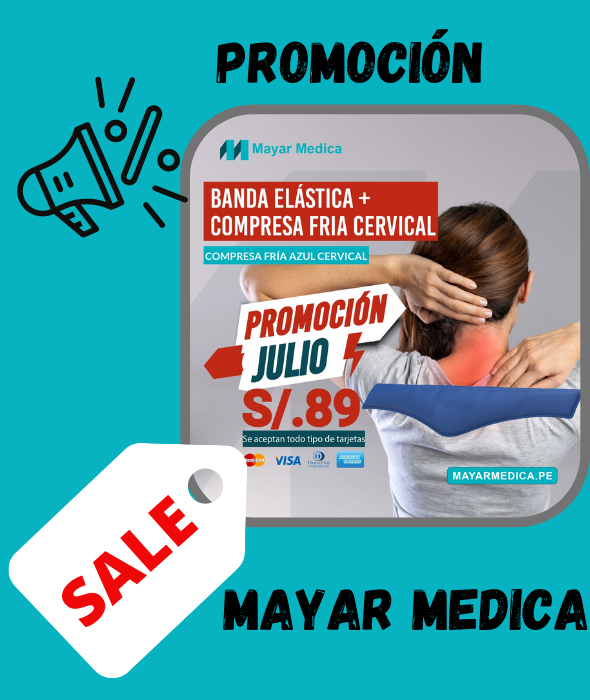 PROMOCIÓN
Mayar Medica
BANDA ELÁSTICA +
COMPRESA FRIA CERVICAL
COMPRESA FRÍA AZUL CERVICAL
PROMOCIÓN
JULIO
S/.89
Se aceptan todo tipo de tarjetas
VISA
MAYARMEDICA.PE
SALE
MAYAR MEDICA